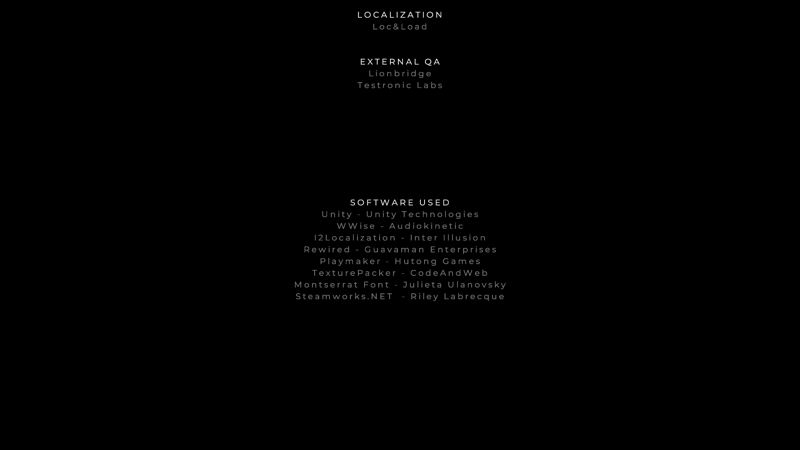 LOCALIZATION
Loc&Load
EXTERNAL QA
Lionbridge
Testronic Labs
SOFTWARE USED
Unity - Unity Technologies
WWise - Audiokinetic
I2Localization - Inter Illusion
Rewired - Guavaman Enterprises
Playmaker - Hutong Games
TexturePacker - CodeAndWeb
Montserrat Font - Julieta Ulanovsky
Steamworks.NET - Riley Labrecque